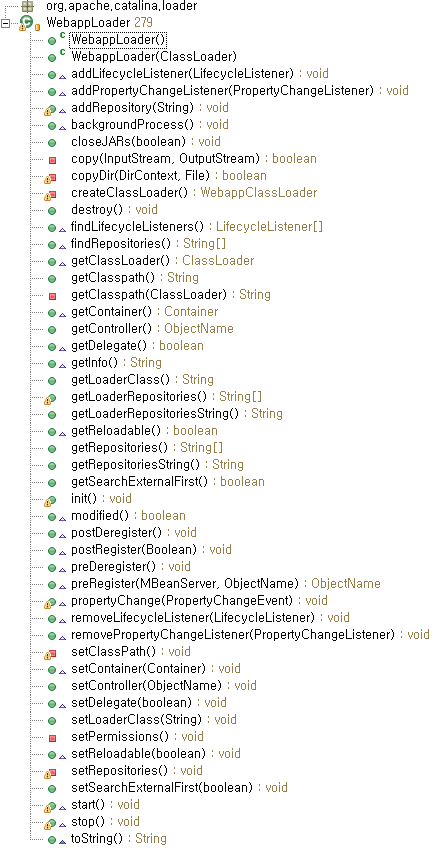 org.apache.catalina.loader
WebappLoader 279
WebappLoader()
WebappLoader(ClassLoader)
addLifecycleListener(LifecycleListener) : void
addPropertyChangeListener(PropertyChangeListener) : void
addRepository(String) : void
backgroundProcess() : void
closeJARs(boolean) : void
copy(InputStream, OutputStream) : boolean
copyDir(DirContext, File) : boolean
createClassLoader() : WebappClassLoader
destroy() : void
findLifecycleListeners() : LifecycleListener[]
findRepositories() : String[]
getClassLoader() : ClassLoader
getClasspath() : String
getClasspath(ClassLoader) : String
getContainer() : Container
getController() : ObjectName
getDelegate() : boolean
getInfo() : String
getLoaderClass() : String
getLoaderRepositories() : String[]
getLoaderRepositoriesString() : String
getReloadable() : boolean
getRepositories() : String[]
getRepositoriesString() : String
getSearchExternalFirst() : boolean
init() : void
modified() : boolean
postDeregister() : void
postRegister(Boolean) : void
preDeregister() : void
preRegister(MBeanServer, ObjectName) : ObjectName
propertyChange(PropertyChangeEvent) : void
removeLifecycleListener(LifecycleListener) : void
removePropertyChangeListener(PropertyChangeListener) : void
setClassPath() : void
setContainer(Container) : void
setController(ObjectName) : void
setDelegate(boolean) : void
setLoaderClass(String) : void
setPermissions() : void
setReloadable(boolean) : void
setRepositories() : void
setSearchExternalFirst(boolean) : void
start() : void
stop() : void
toString() : String